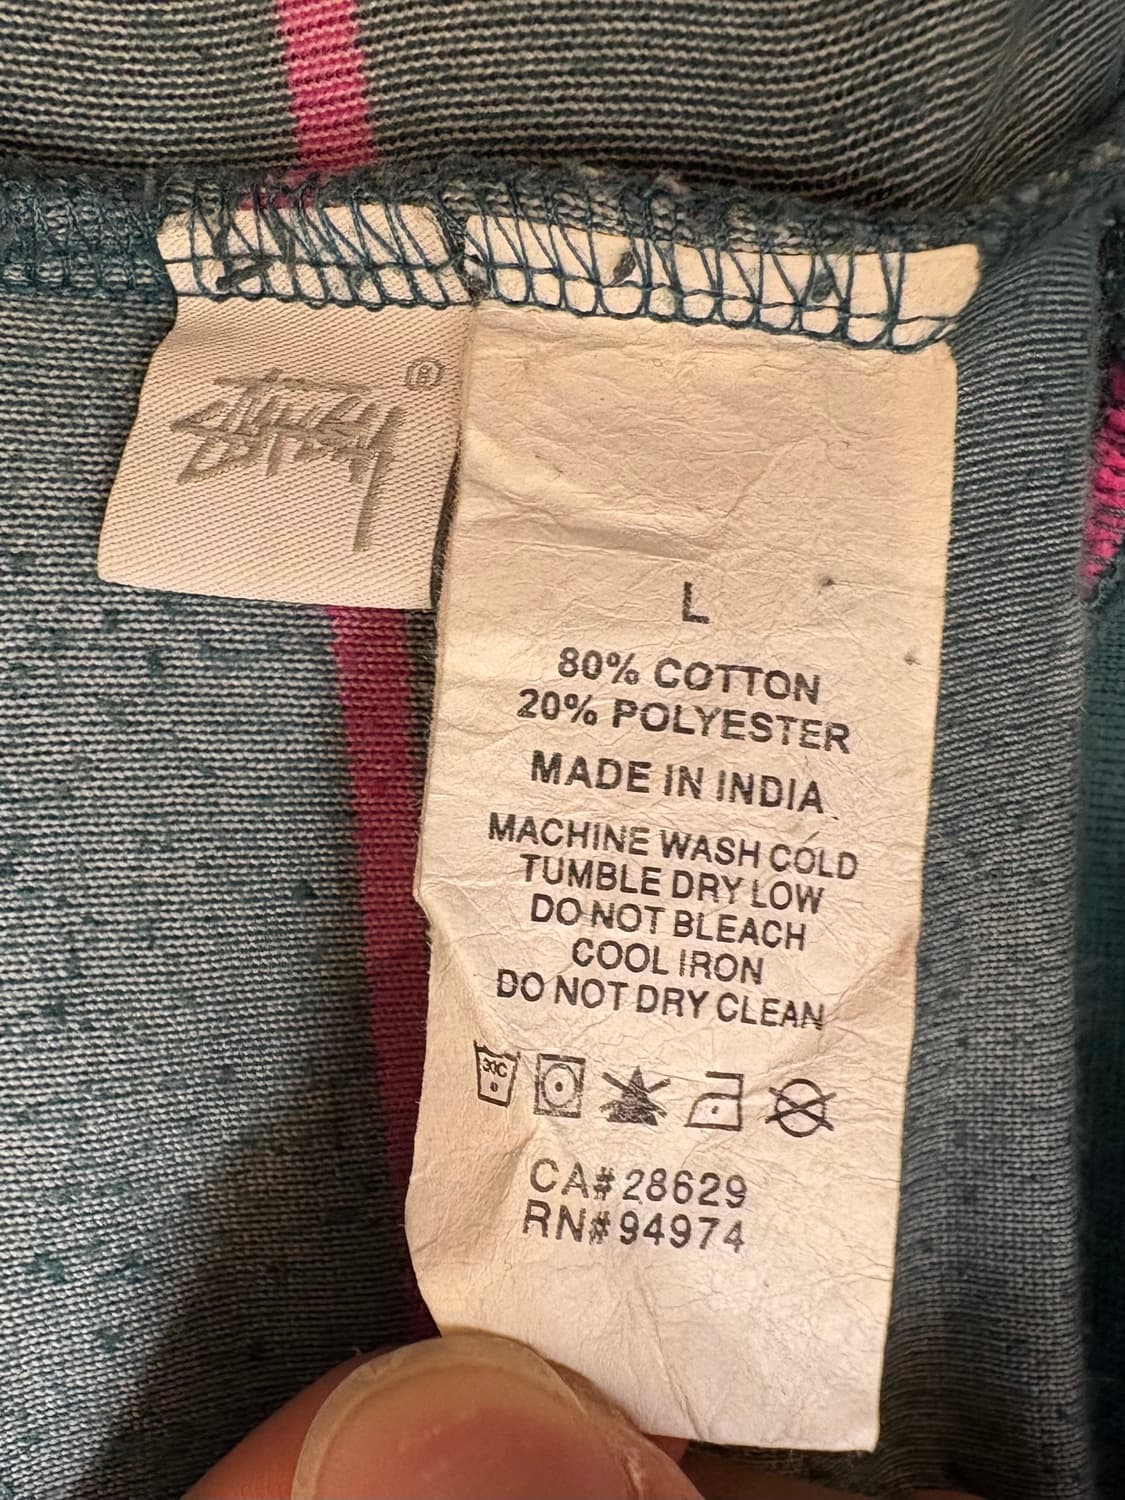 Stüssy ®
L
80% COTTON
20% POLYESTER
MADE IN INDIA
MACHINE WASH COLD
TUMBLE DRY LOW
DO NOT BLEACH
COOL IRON
DO NOT DRY CLEAN
30C
CA# 28629
RN# 94974